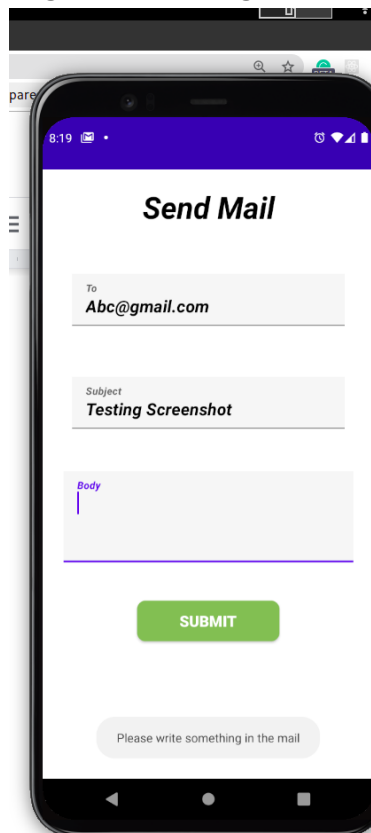 pare
8:19
Send Mail
To
Abc@gmail.com
Subject
Testing Screenshot
Body
SUBMIT
Please write something in the mail